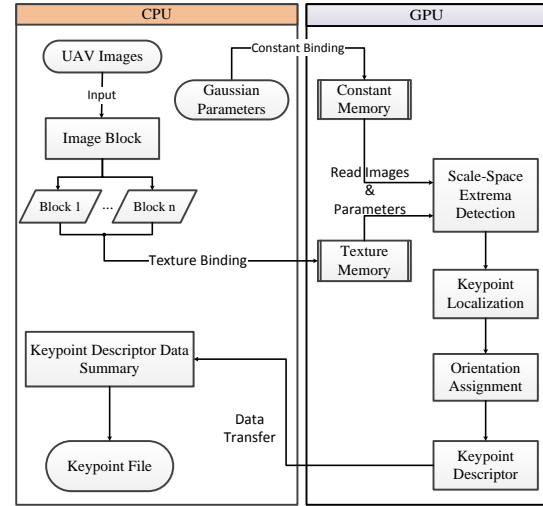 CPU
GPU
UAV Images
Input
Image Block
Block 1
...
Block n
Gaussian
Parameters
Constant Binding
Constant
Memory
Read Images
&
Parameters
Texture Binding
Texture
Memory
Scale-Space
Extrema
Detection
Keypoint
Localization
Orientation
Assignment
Keypoint
Descriptor
Data
Transfer
Keypoint Descriptor Data
Summary
Keypoint File